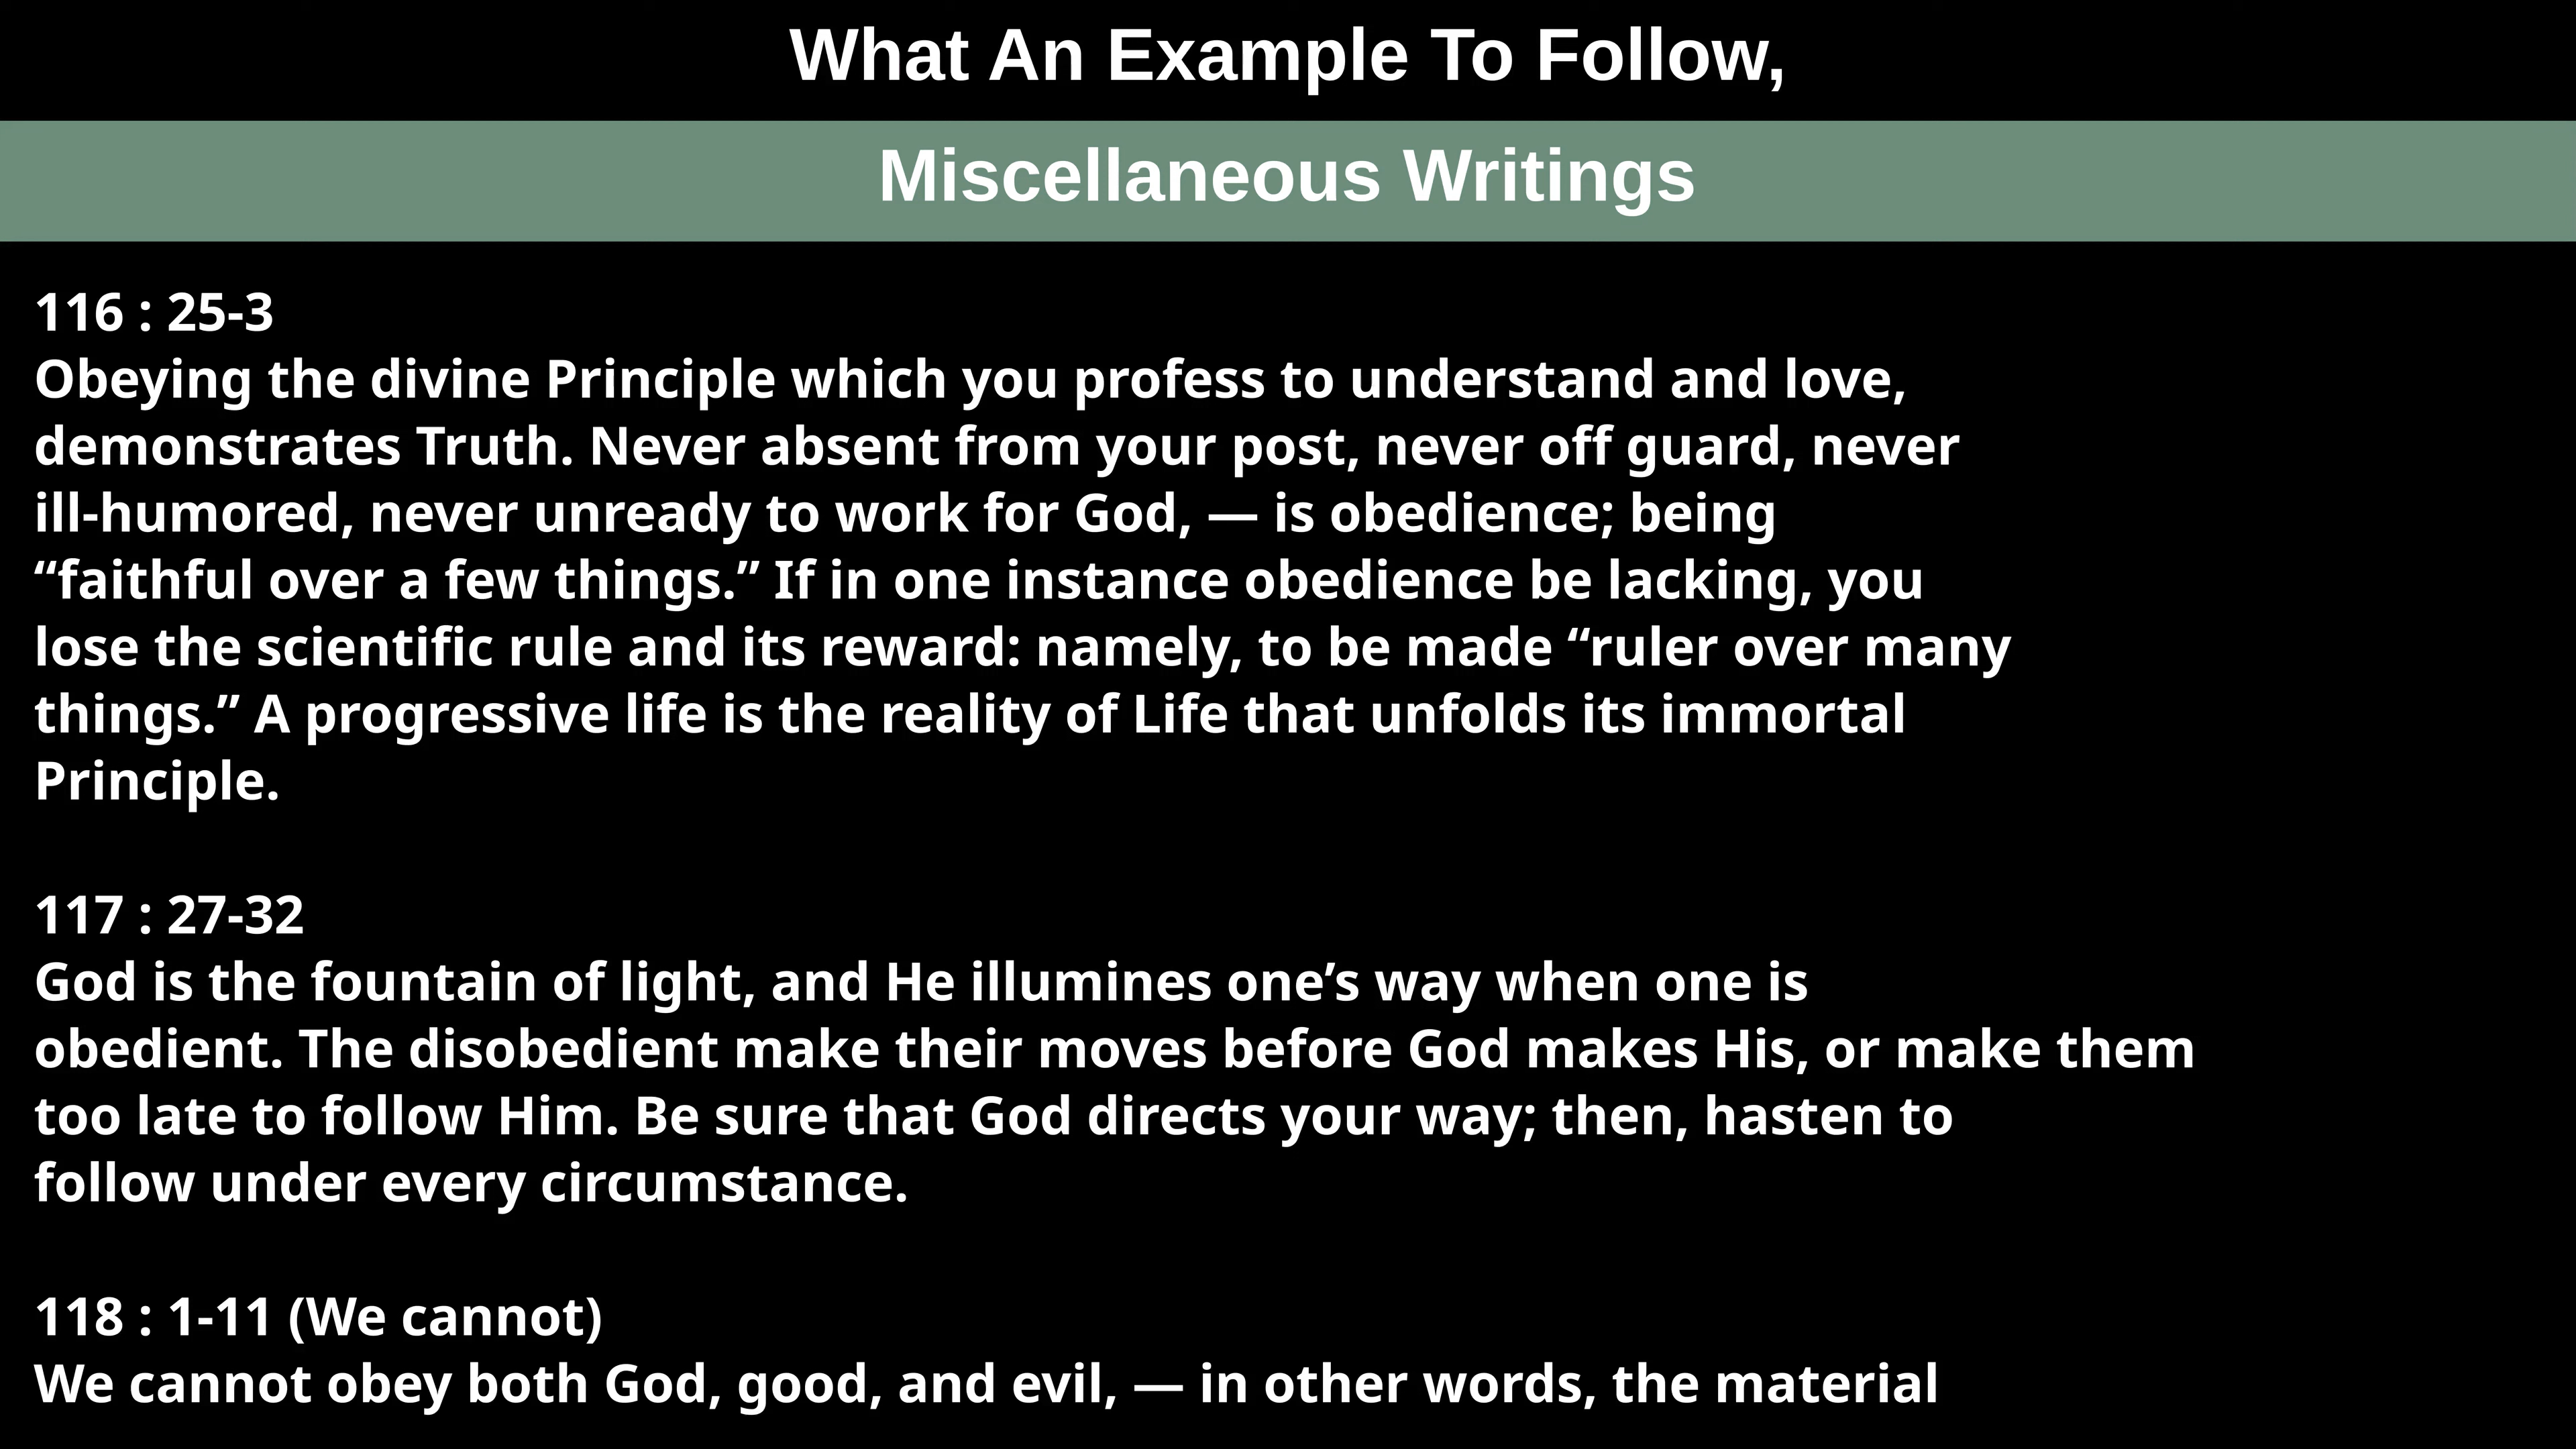 What An Example To Follow,
Miscellaneous Writings
116 : 25-3
Obeying the divine Principle which you profess to understand and love,
demonstrates Truth. Never absent from your post, never off guard, never
ill-humored, never unready to work for God, — is obedience; being
“faithful over a few things.” If in one instance obedience be lacking, you
lose the scientific rule and its reward: namely, to be made “ruler over many
things.” A progressive life is the reality of Life that unfolds its immortal
Principle.
117 : 27-32
God is the fountain of light, and He illumines one’s way when one is
obedient. The disobedient make their moves before God makes His, or make them
too late to follow Him. Be sure that God directs your way; then, hasten to
follow under every circumstance.
118 : 1-11 (We cannot)
We cannot obey both God, good, and evil, — in other words, the material